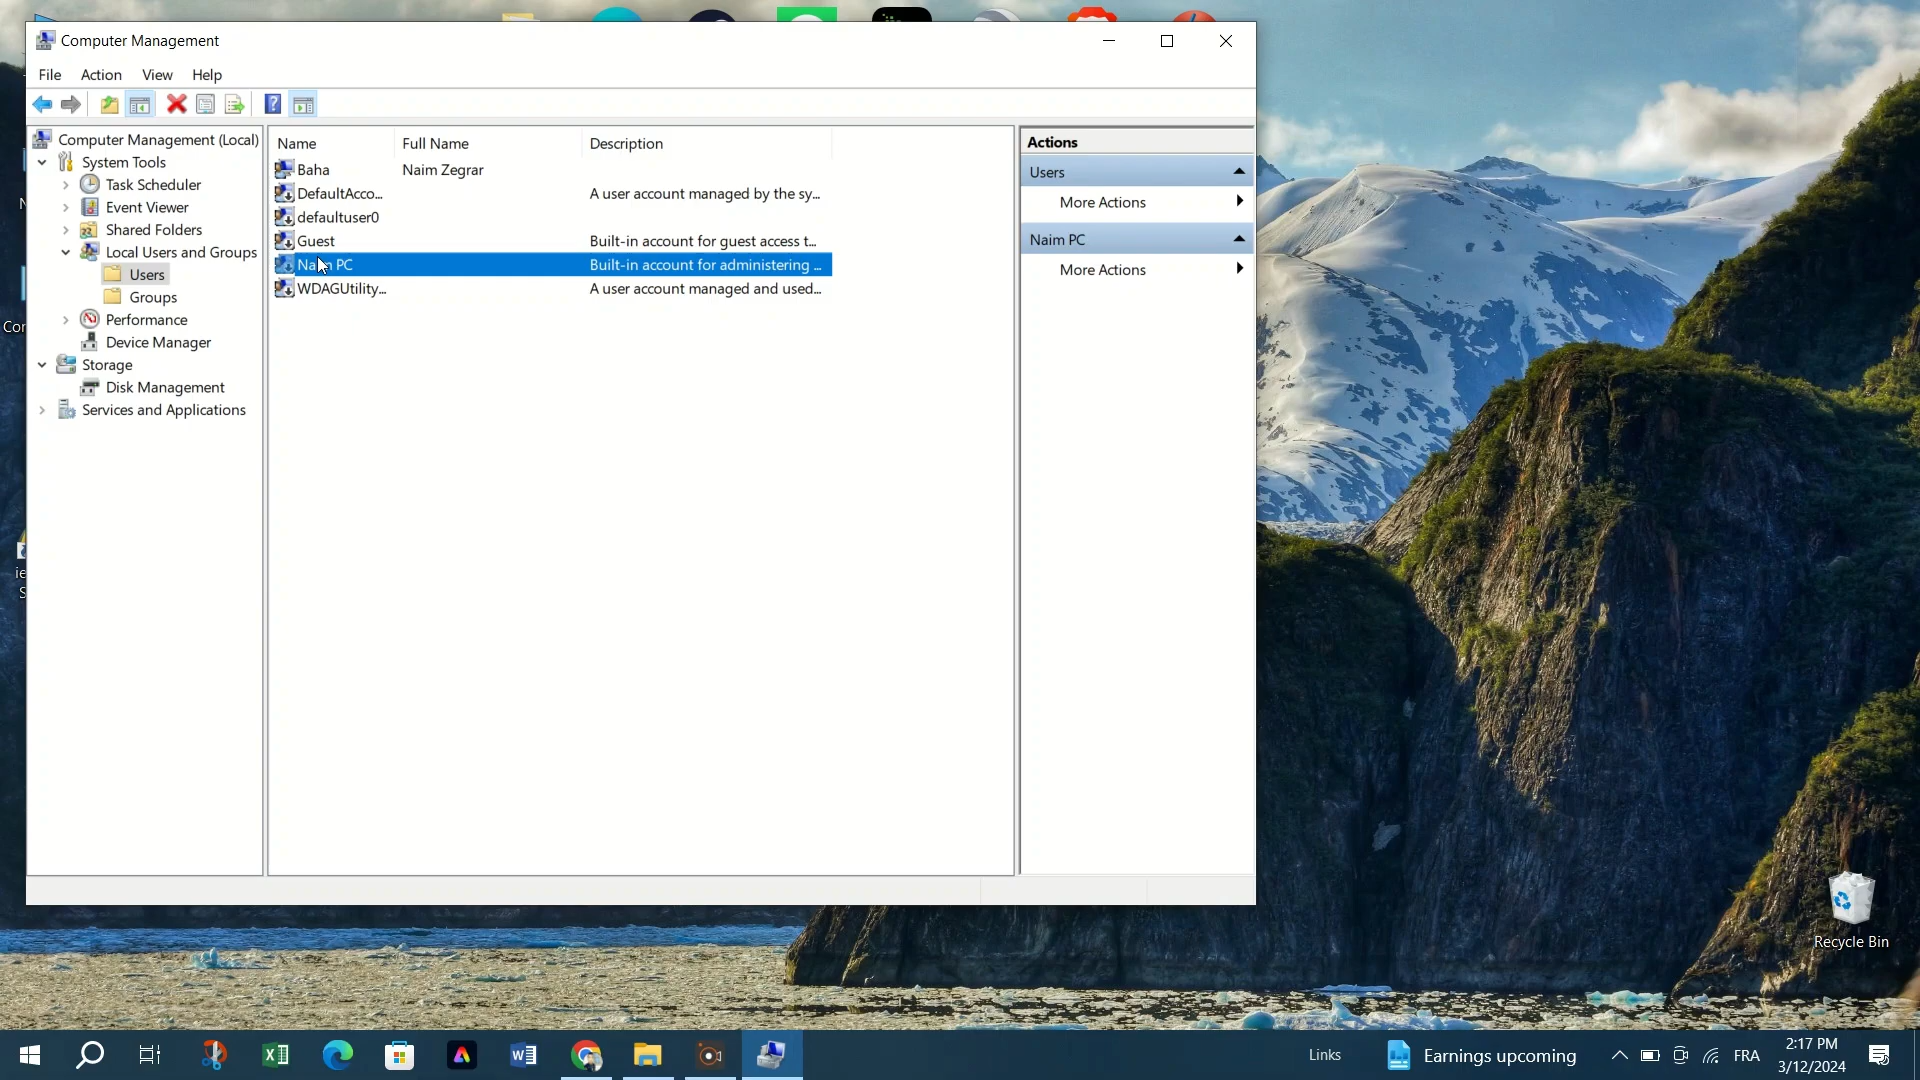 Computer Management
File Action View Help
Computer Management (Local)
System Tools
Task Scheduler
Event Viewer
Shared Folders
Local Users and Groups
Users
Groups
Performance
Device Manager
Storage
Disk Management
Services and Applications
Name Full Name Description
Baha Naim Zegrar
DefaultAcco... A user account managed by the sy...
defaultuser0
Guest Built-in account for guest access t...
Naim PC Built-in account for administering ...
WDAGUtility... A user account managed and used...
Actions
Users
More Actions
Naim PC
More Actions
Recycle Bin
Links
Earnings upcoming
FRA
2:17 PM
3/12/2024